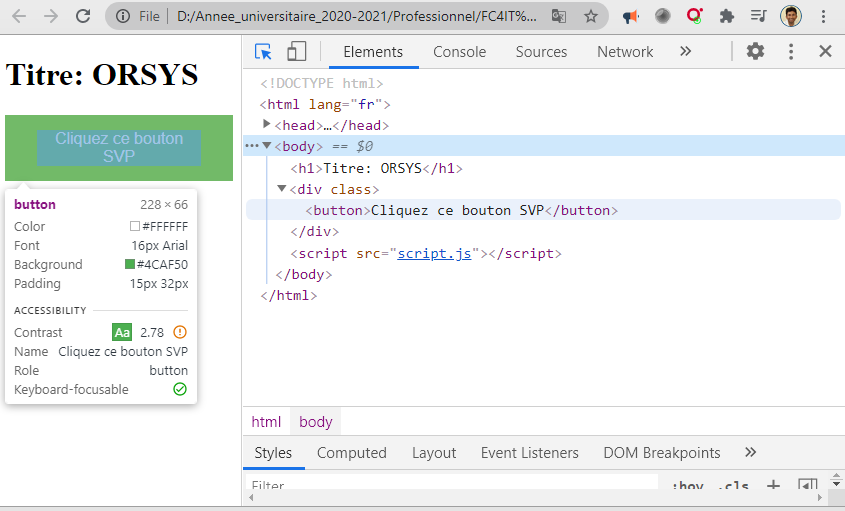 File D:/Annee_universitaire_2020-2021/Professionnel/FC4IT%...
Elements Console Sources Network »
Titre: ORSYS
Cliquez ce bouton
SVP
button 228 × 66
Color #FFFFFF
Font 16px Arial
Background #4CAF50
Padding 15px 32px
ACCESSIBILITY
Contrast Aa 2.78
Name Cliquez ce bouton SVP
Role button
Keyboard-focusable
<!DOCTYPE html>
<html lang="fr">
<head>…</head>
<body> == $0
<h1>Titre: ORSYS</h1>
<div class>
<button>Cliquez ce bouton SVP</button>
</div>
<script src="script.js"></script>
</body>
</html>
html body
Styles Computed Layout Event Listeners DOM Breakpoints »
Filter :hov .cls +